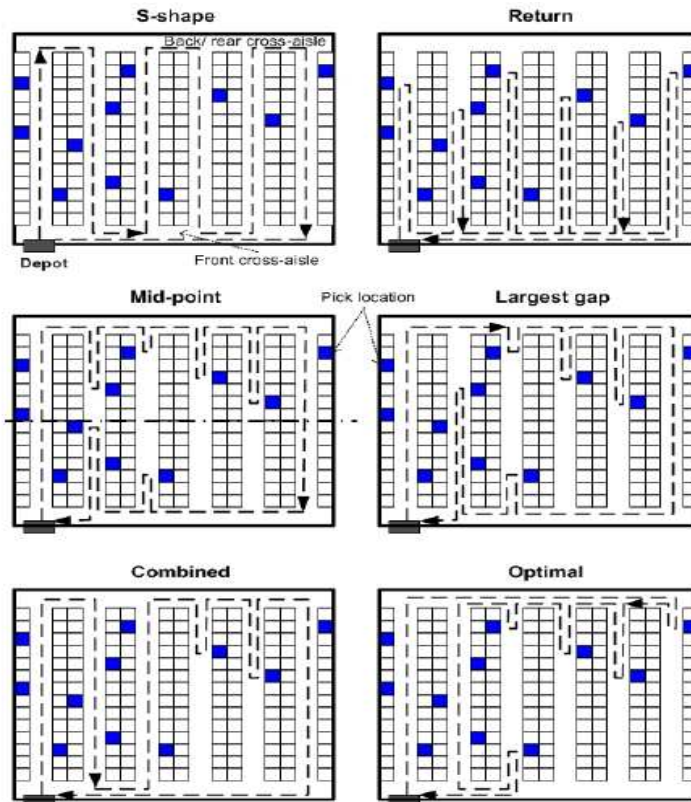 S-shape
Return
Back/ rear cross-aisle
Depot
Front cross-aisle
Mid-point
Pick location
Largest gap
Combined
Optimal